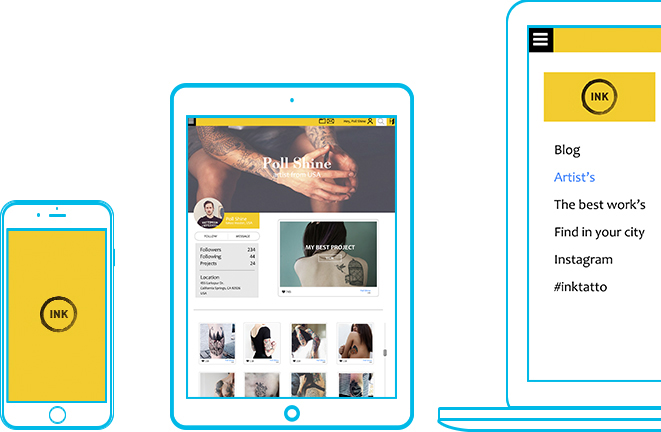 INK
Hey, Poll Shine
Poll Shine
artist from USA
Poll Shine
FOLLOW
MESSAGE
Followers 234
Following 44
Projects 24
Location
USA
MY BEST PROJECT
INK
Blog
Artist's
The best work's
Find in your city
Instagram
#inktatto